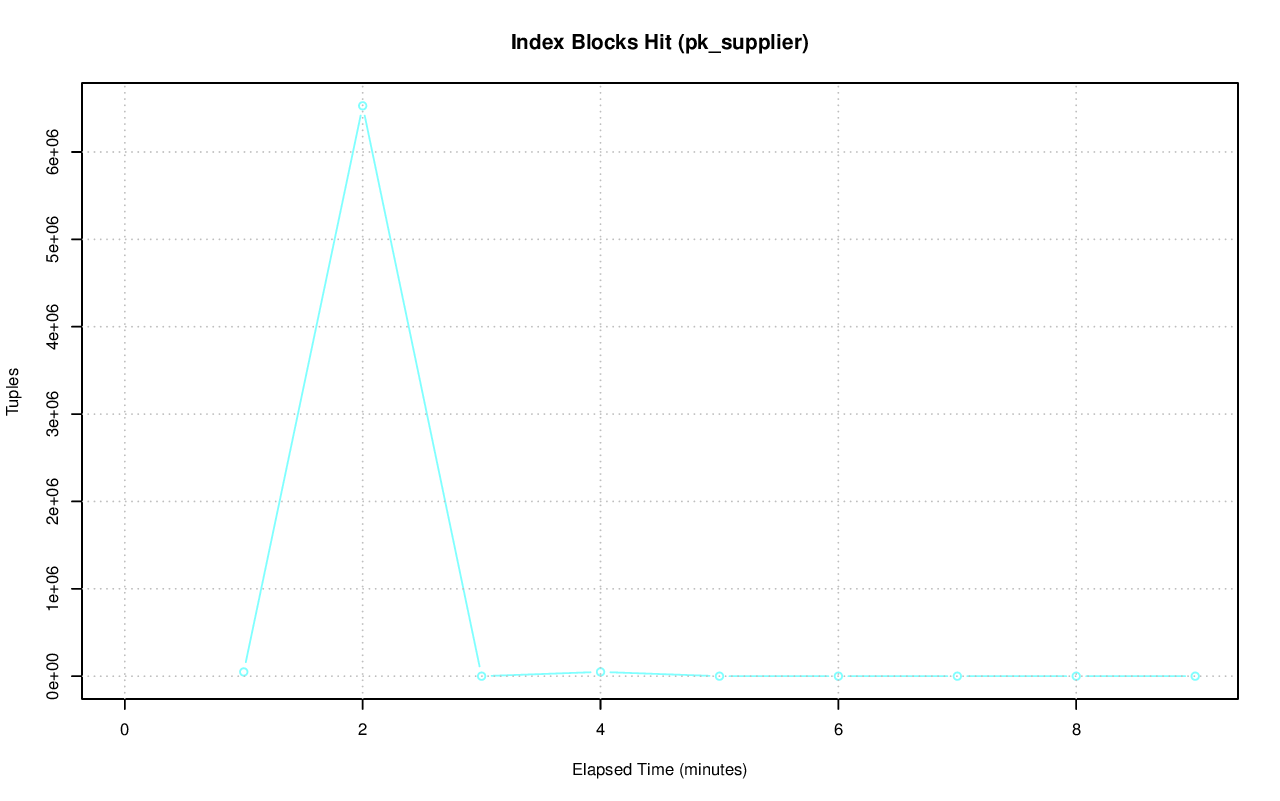 Index Blocks Hit (pk_supplier)
6e+06
5e+06
4e+06
3e+06
2e+06
1e+06
0e+00
Tuples
0 2 4 6 8
Elapsed Time (minutes)